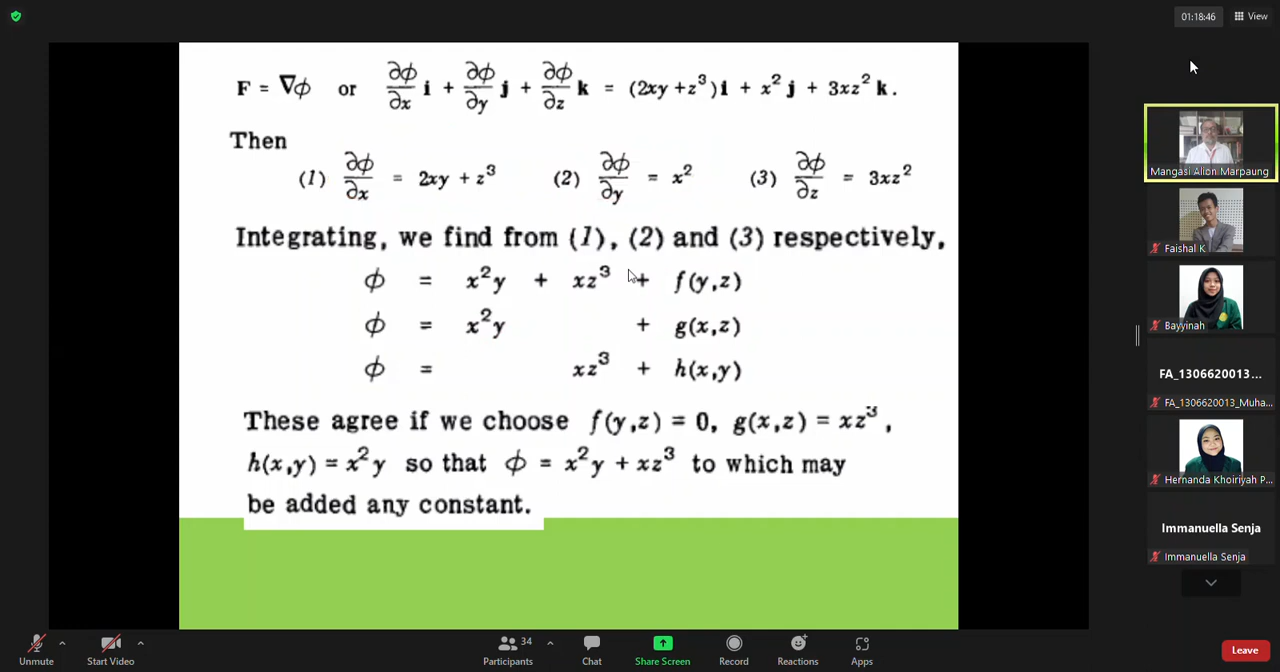 01:18:46
View
F = ∇ϕ or ∂ϕ/∂x i + ∂ϕ/∂y j + ∂ϕ/∂z k = (2xy + z³)i + x² j + 3xz² k.
Then
(1) ∂ϕ/∂x = 2xy + z³ (2) ∂ϕ/∂y = x² (3) ∂ϕ/∂z = 3xz²
Integrating, we find from (1), (2) and (3) respectively,
ϕ = x²y + xz³ + f(y,z)
ϕ = x²y + g(x,z)
ϕ = xz³ + h(x,y)
These agree if we choose f(y,z) = 0, g(x,z) = xz³,
h(x,y) = x²y so that ϕ = x²y + xz³ to which may
be added any constant.
Mangasi Alion Marpaung
Faishal K
Bayyinah
FA_1306620013...
FA_1306620013_Muha...
Hernanda Khoiriyah P...
Immanuella Senja
Immanuella Senja
Unmute
Start Video
34
Participants
Chat
Share Screen
Record
Reactions
Apps
Leave